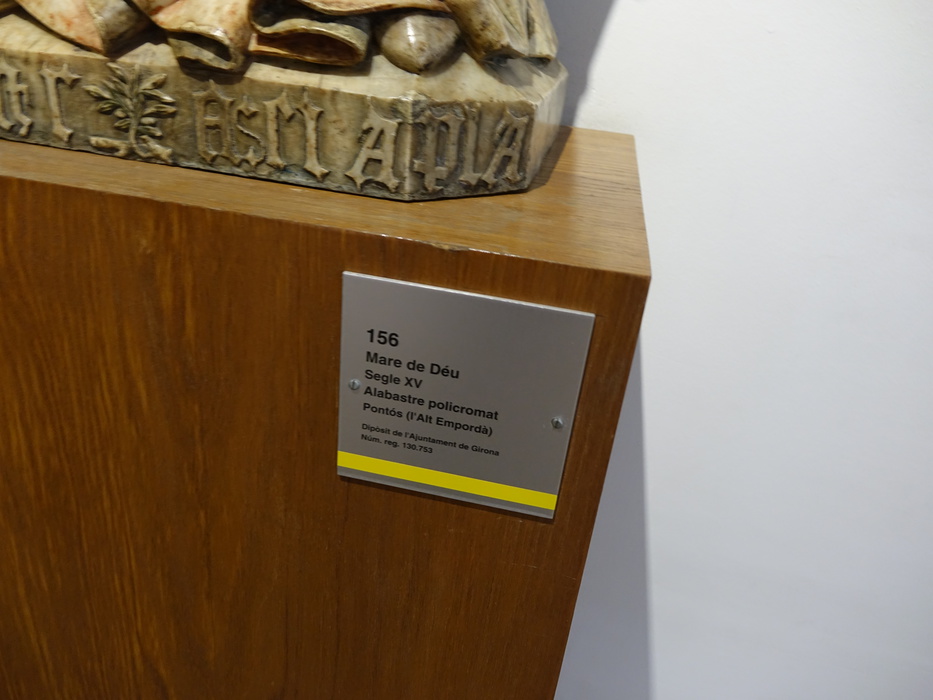 156
Mare de Déu
Segle XV
Alabastre policromat
Pontós (l'Alt Empordà)
Dipòsit de l'Ajuntament de Girona
Núm. reg. 130.753